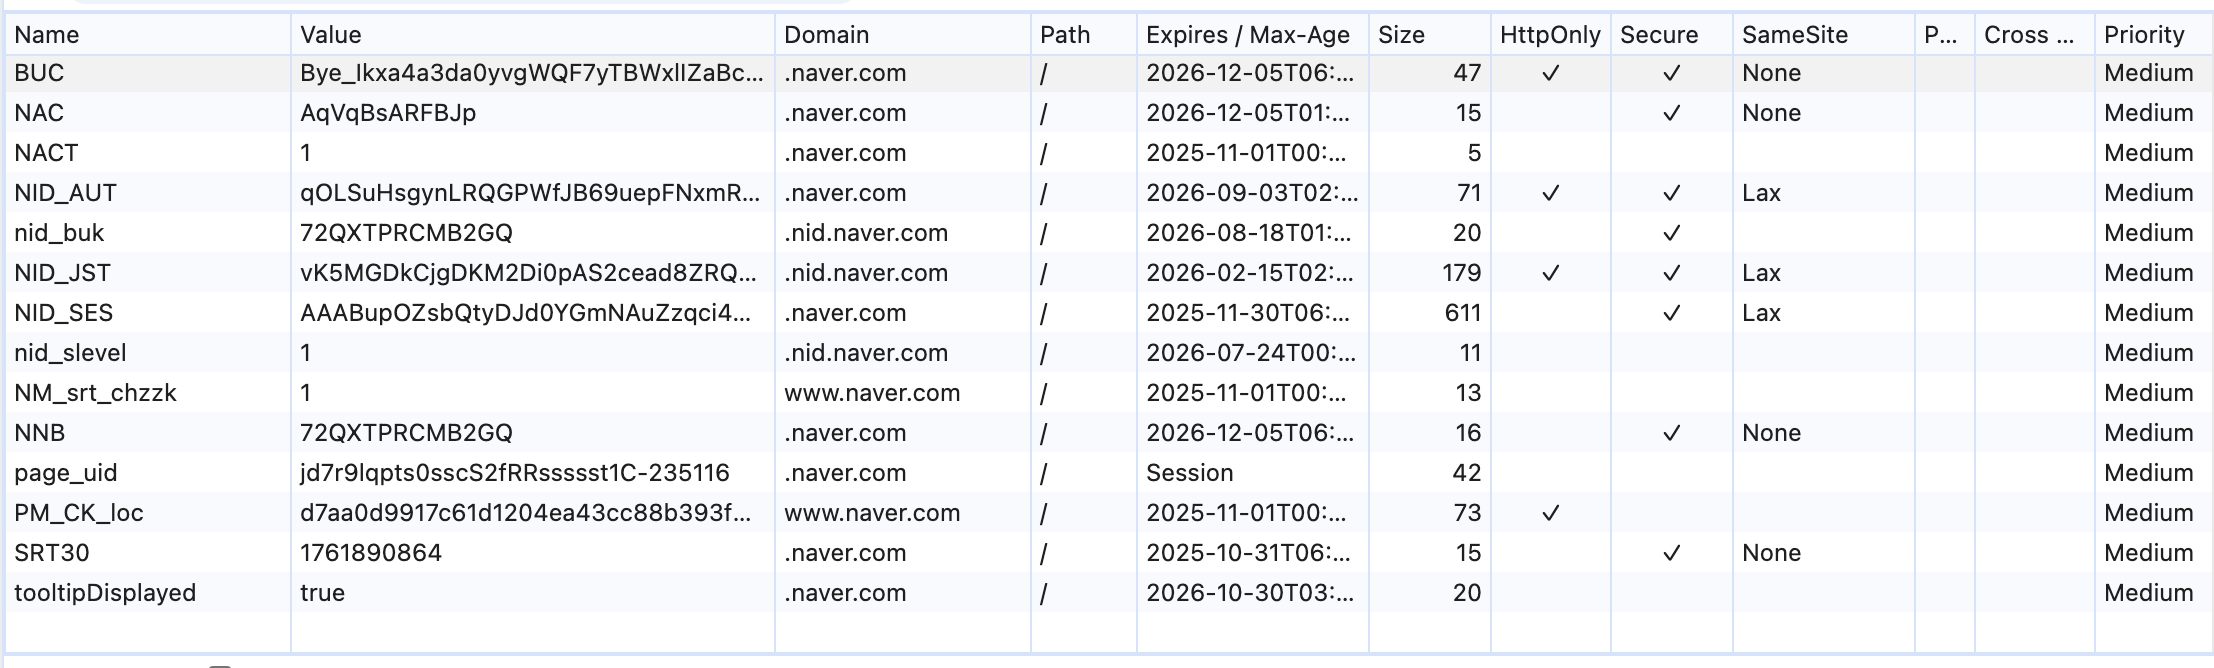 Name Value Domain Path Expires / Max-Age Size HttpOnly Secure SameSite P... Cross ... Priority
BUC Bye_Ikxa4a3da0yvgWQF7yTBWxlIZaBc... .naver.com / 2026-12-05T06:... 47 ✓ ✓ None Medium
NAC AqVqBsARFBJp .naver.com / 2026-12-05T01:... 15 ✓ None Medium
NACT 1 .naver.com / 2025-11-01T00:... 5 Medium
NID_AUT qOLSuHsgynLRQGPWfJB69uepFNxmR... .naver.com / 2026-09-03T02:... 71 ✓ ✓ Lax Medium
nid_buk 72QXTPRCMB2GQ .nid.naver.com / 2026-08-18T01:... 20 ✓ Medium
NID_JST vK5MGDkCjgDKM2Di0pAS2cead8ZRQ... .nid.naver.com / 2026-02-15T02:... 179 ✓ ✓ Lax Medium
NID_SES AAABupOZsbQtyDJd0YGmNAuZzqci4... .naver.com / 2025-11-30T06:... 611 ✓ Lax Medium
nid_slevel 1 .nid.naver.com / 2026-07-24T00:... 11 Medium
NM_srt_chzzk 1 www.naver.com / 2025-11-01T00:... 13 Medium
NNB 72QXTPRCMB2GQ .naver.com / 2026-12-05T06:... 16 ✓ None Medium
page_uid jd7r9lqpts0sscS2fRRssssst1C-235116 .naver.com / Session 42 Medium
PM_CK_loc d7aa0d9917c61d1204ea43cc88b393f... www.naver.com / 2025-11-01T00:... 73 ✓ Medium
SRT30 1761890864 .naver.com / 2025-10-31T06:... 15 ✓ None Medium
tooltipDisplayed true .naver.com / 2026-10-30T03:... 20 Medium